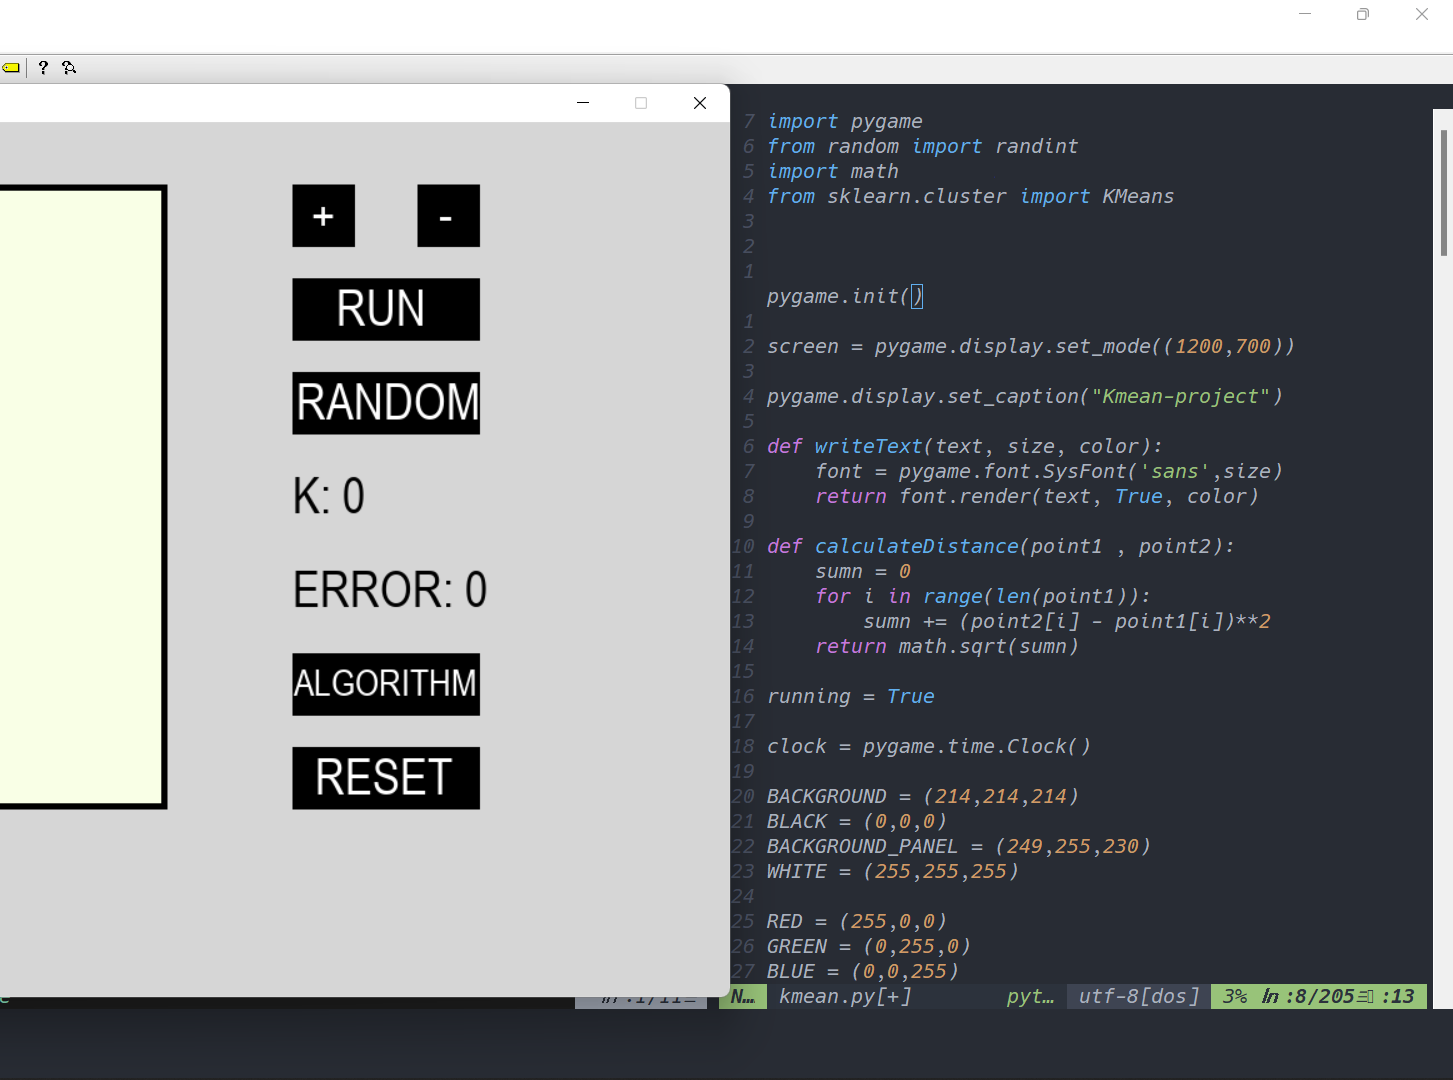 ?
+
-
RUN
RANDOM
K: 0
ERROR: 0
ALGORITHM
RESET
7 import pygame
6 from random import randint
5 import math
4 from sklearn.cluster import KMeans
3
2
1
pygame.init()
1
2 screen = pygame.display.set_mode((1200,700))
3
4 pygame.display.set_caption("Kmean-project")
5
6 def writeText(text, size, color):
7     font = pygame.font.SysFont('sans',size)
8     return font.render(text, True, color)
9
10 def calculateDistance(point1 , point2):
11     sumn = 0
12     for i in range(len(point1)):
13         sumn += (point2[i] - point1[i])**2
14     return math.sqrt(sumn)
15
16 running = True
17
18 clock = pygame.time.Clock()
19
20 BACKGROUND = (214,214,214)
21 BLACK = (0,0,0)
22 BACKGROUND_PANEL = (249,255,230)
23 WHITE = (255,255,255)
24
25 RED = (255,0,0)
26 GREEN = (0,255,0)
27 BLUE = (0,0,255)
N… kmean.py[+] pyt… utf-8[dos] 3% ln :8/205 :13